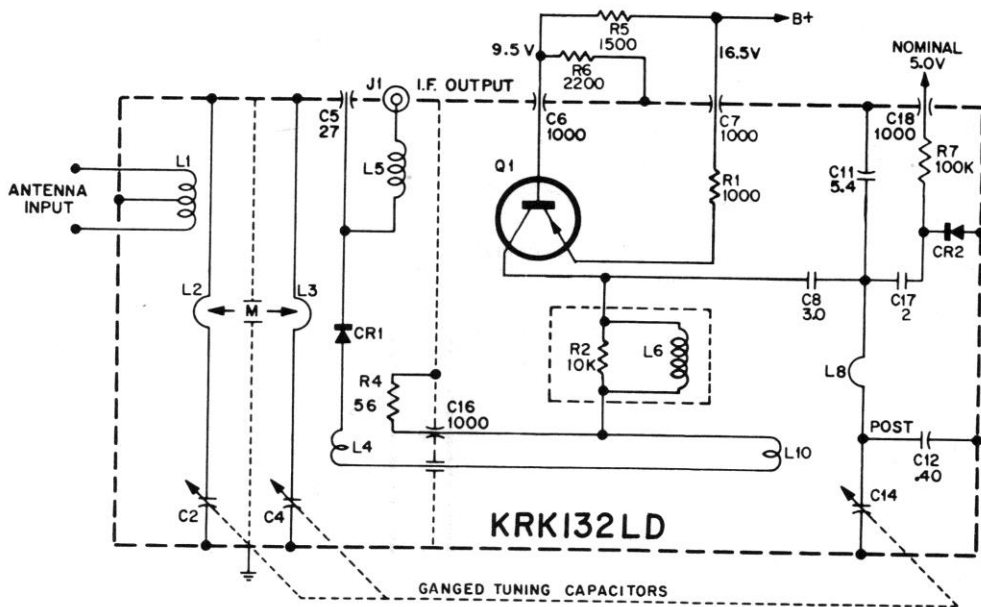 B+
R5
1500
9.5V
R6
2200
16.5V
NOMINAL
5.0V
J1
I.F. OUTPUT
C5
27
C6
1000
C7
1000
C18
1000
L1
L5
Q1
R1
1000
C11
5.4
R7
100K
ANTENNA
INPUT
CR2
L2
M
L3
C8
3.0
C17
2
CR1
R2
10K
L6
L8
R4
56
C16
1000
POST
L4
L10
C12
.40
C2
C4
C14
KRK132LD
GANGED TUNING CAPACITORS